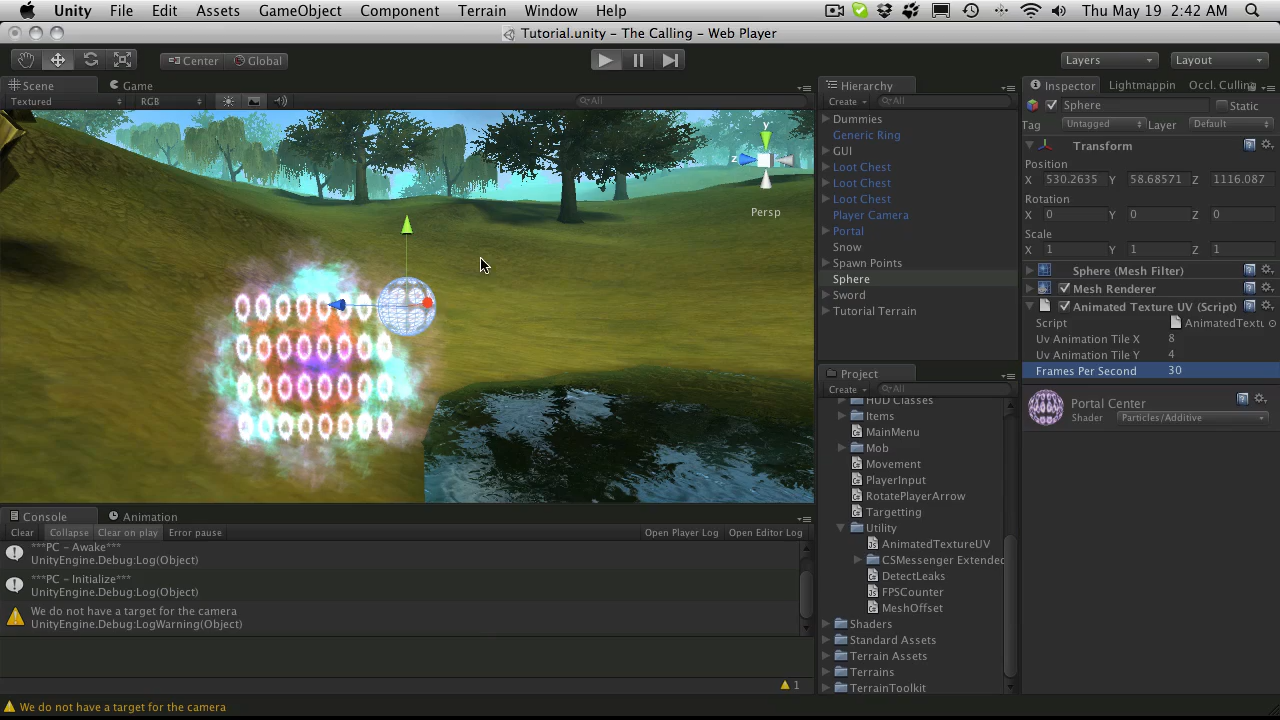 Unity File Edit Assets GameObject Component Terrain Window Help Thu May 19 2:42 AM
Tutorial.unity - The Calling - Web Player
Center Global Layers Layout
Scene Game
Textured RGB All
y
z
Persp
Hierarchy
Create All
Dummies
Generic Ring
GUI
Loot Chest
Loot Chest
Loot Chest
Player Camera
Portal
Snow
Spawn Points
Sphere
Sword
Tutorial Terrain
Project
Create All
HUD Classes
Items
MainMenu
Mob
Movement
PlayerInput
RotatePlayerArrow
Targetting
Utility
AnimatedTextureUV
CSMessenger Extended
DetectLeaks
FPSCounter
MeshOffset
Shaders
Standard Assets
Terrain Assets
Terrains
TerrainToolkit
Inspector Lightmapping Occl. Culling
Sphere Static
Tag Untagged Layer Default
Transform
Position
X 530.2635 Y 58.68571 Z 1116.087
Rotation
X 0 Y 0 Z 0
Scale
X 1 Y 1 Z 1
Sphere (Mesh Filter)
Mesh Renderer
Animated Texture UV (Script)
Script AnimatedTextu
Uv Animation Tile X 8
Uv Animation Tile Y 4
Frames Per Second 30
Portal Center
Shader Particles/Additive
Console Animation
Clear Collapse Clear on play Error pause Open Player Log Open Editor Log
***PC - Awake***
UnityEngine.Debug:Log(Object)
***PC - Initialize***
UnityEngine.Debug:Log(Object)
We do not have a target for the camera
UnityEngine.Debug:LogWarning(Object)
1
We do not have a target for the camera